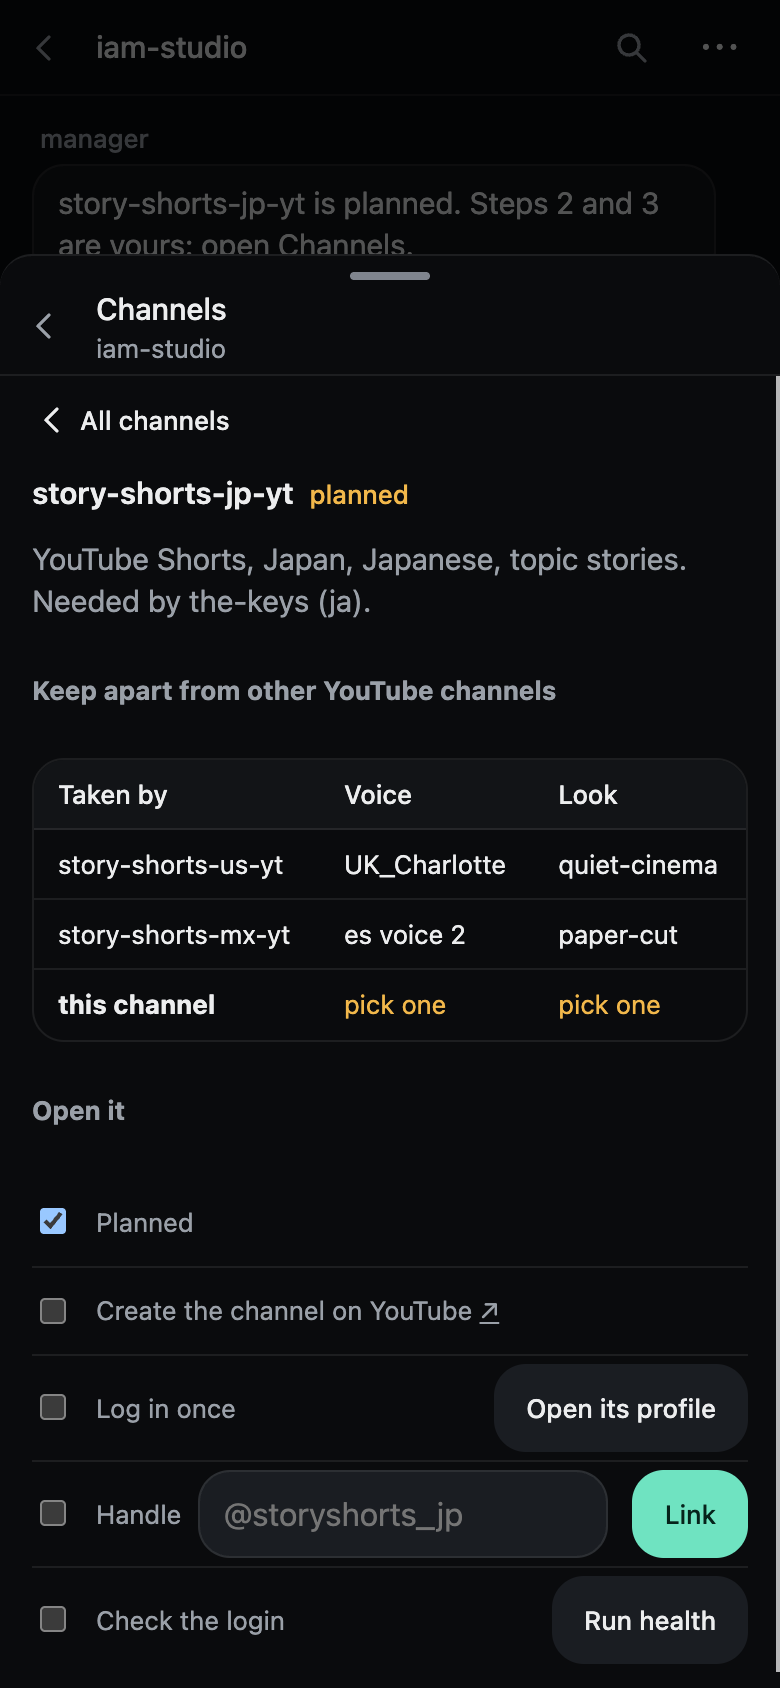 iam-studio
manager
story-shorts-jp-yt is planned. Steps 2 and 3
are yours: open Channels.
Channels
iam-studio
All channels
story-shorts-jp-yt planned
YouTube Shorts, Japan, Japanese, topic stories.
Needed by the-keys (ja).
Keep apart from other YouTube channels
Taken by Voice Look
story-shorts-us-yt UK_Charlotte quiet-cinema
story-shorts-mx-yt es voice 2 paper-cut
this channel pick one pick one
Open it
Planned
Create the channel on YouTube ↗
Log in once Open its profile
Handle @storyshorts_jp Link
Check the login Run health